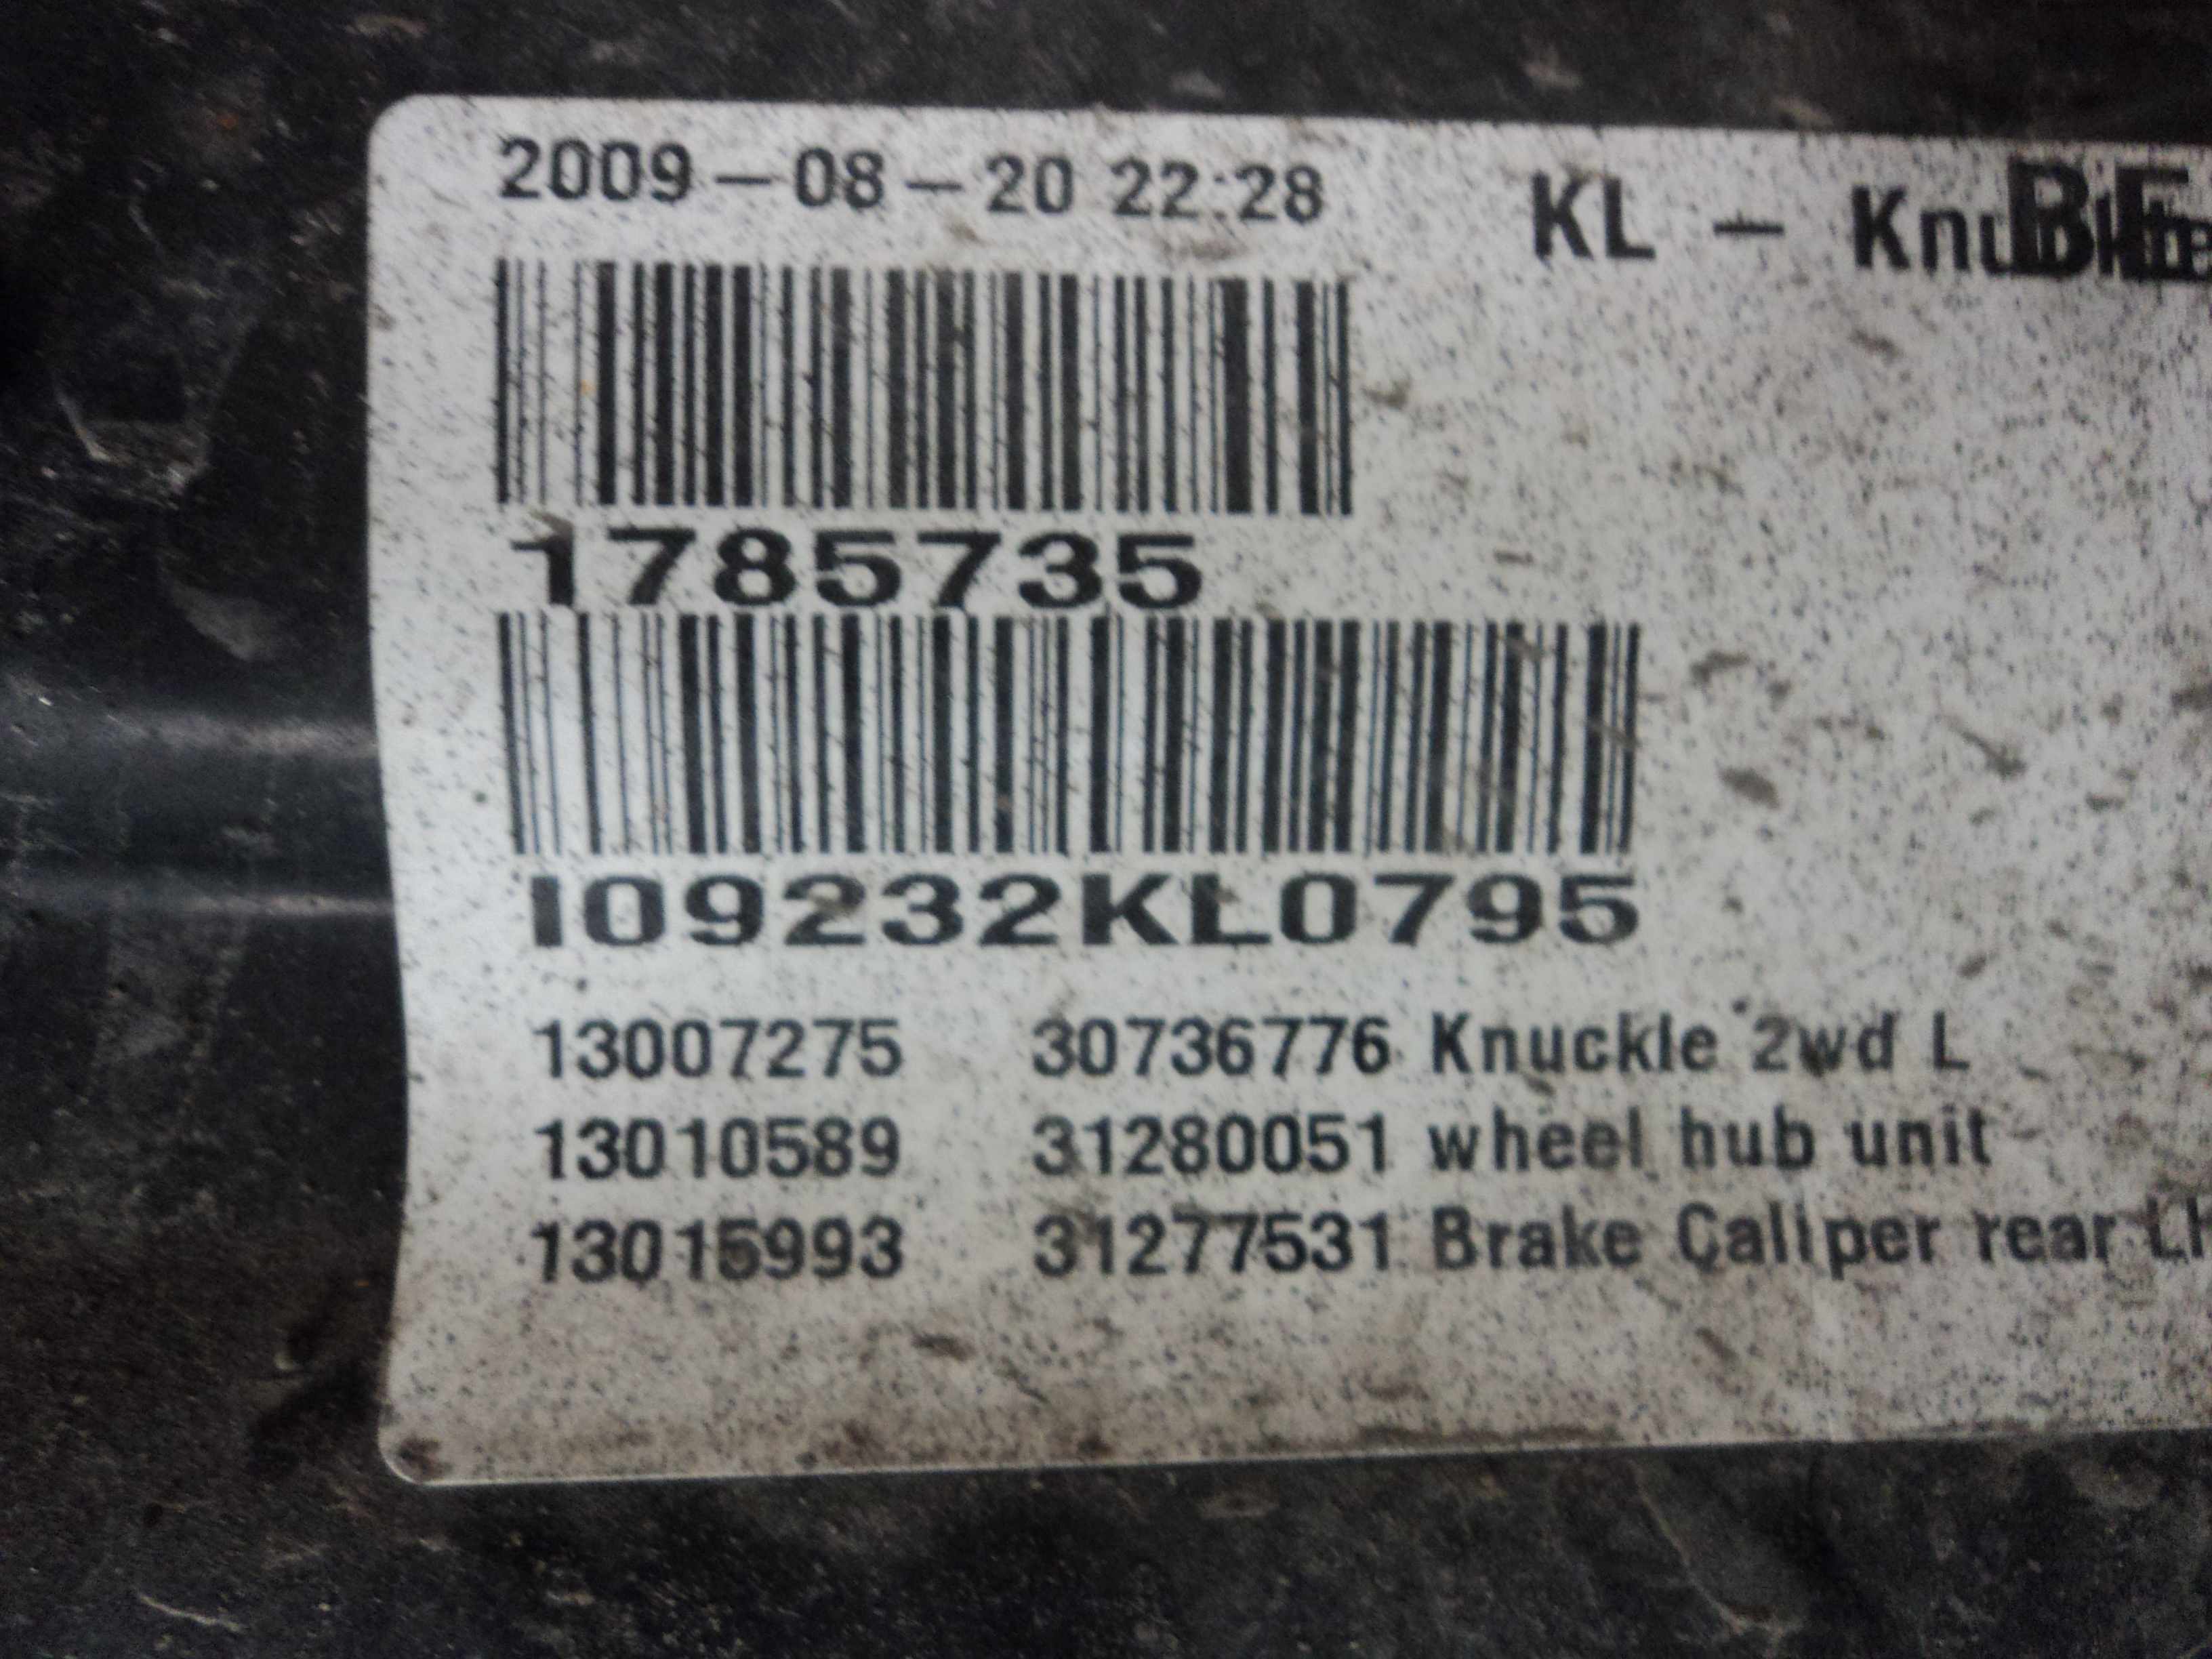 2009-08-20 22:28 KL - BE
1785735
I09232KL0795
13007275 30736776 Knuckle 2wd L
13010589 31280051 wheel hub unit
13015993 31277531 Brake Caliper rear